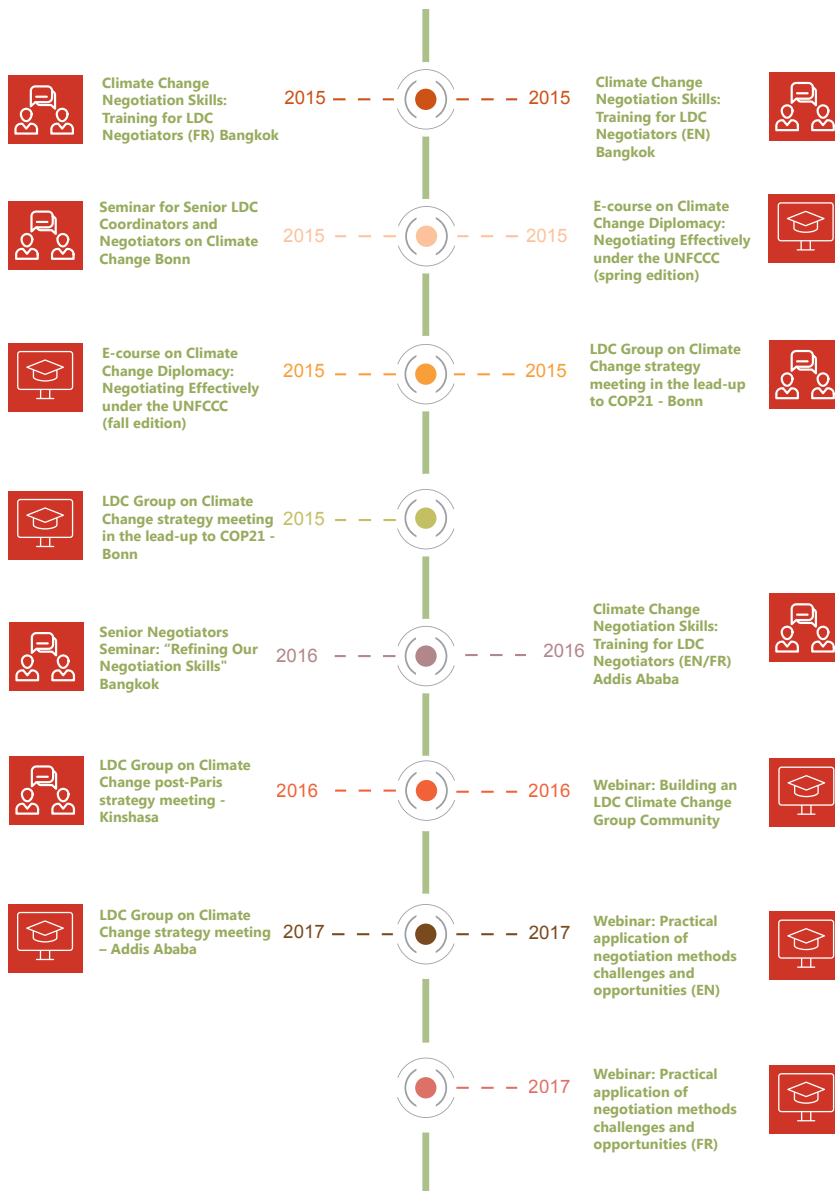 Climate Change
Negotiation Skills:
Training for LDC
Negotiators (FR) Bangkok
2015
2015
Climate Change
Negotiation Skills:
Training for LDC
Negotiators (EN)
Bangkok
Seminar for Senior LDC
Coordinators and
Negotiators on Climate
Change Bonn
2015
2015
E-course on Climate
Change Diplomacy:
Negotiating Effectively
under the UNFCCC
(spring edition)
E-course on Climate
Change Diplomacy:
Negotiating Effectively
under the UNFCCC
(fall edition)
2015
2015
LDC Group on Climate
Change strategy
meeting in the lead-up
to COP21 - Bonn
LDC Group on Climate
Change strategy meeting
in the lead-up to COP21 -
Bonn
2015
Senior Negotiators
Seminar: “Refining Our
Negotiation Skills"
Bangkok
2016
2016
Climate Change
Negotiation Skills:
Training for LDC
Negotiators (EN/FR)
Addis Ababa
LDC Group on Climate
Change post-Paris
strategy meeting -
Kinshasa
2016
2016
Webinar: Building an
LDC Climate Change
Group Community
LDC Group on Climate
Change strategy meeting
– Addis Ababa
2017
2017
Webinar: Practical
application of
negotiation methods
challenges and
opportunities (EN)
2017
Webinar: Practical
application of
negotiation methods
challenges and
opportunities (FR)